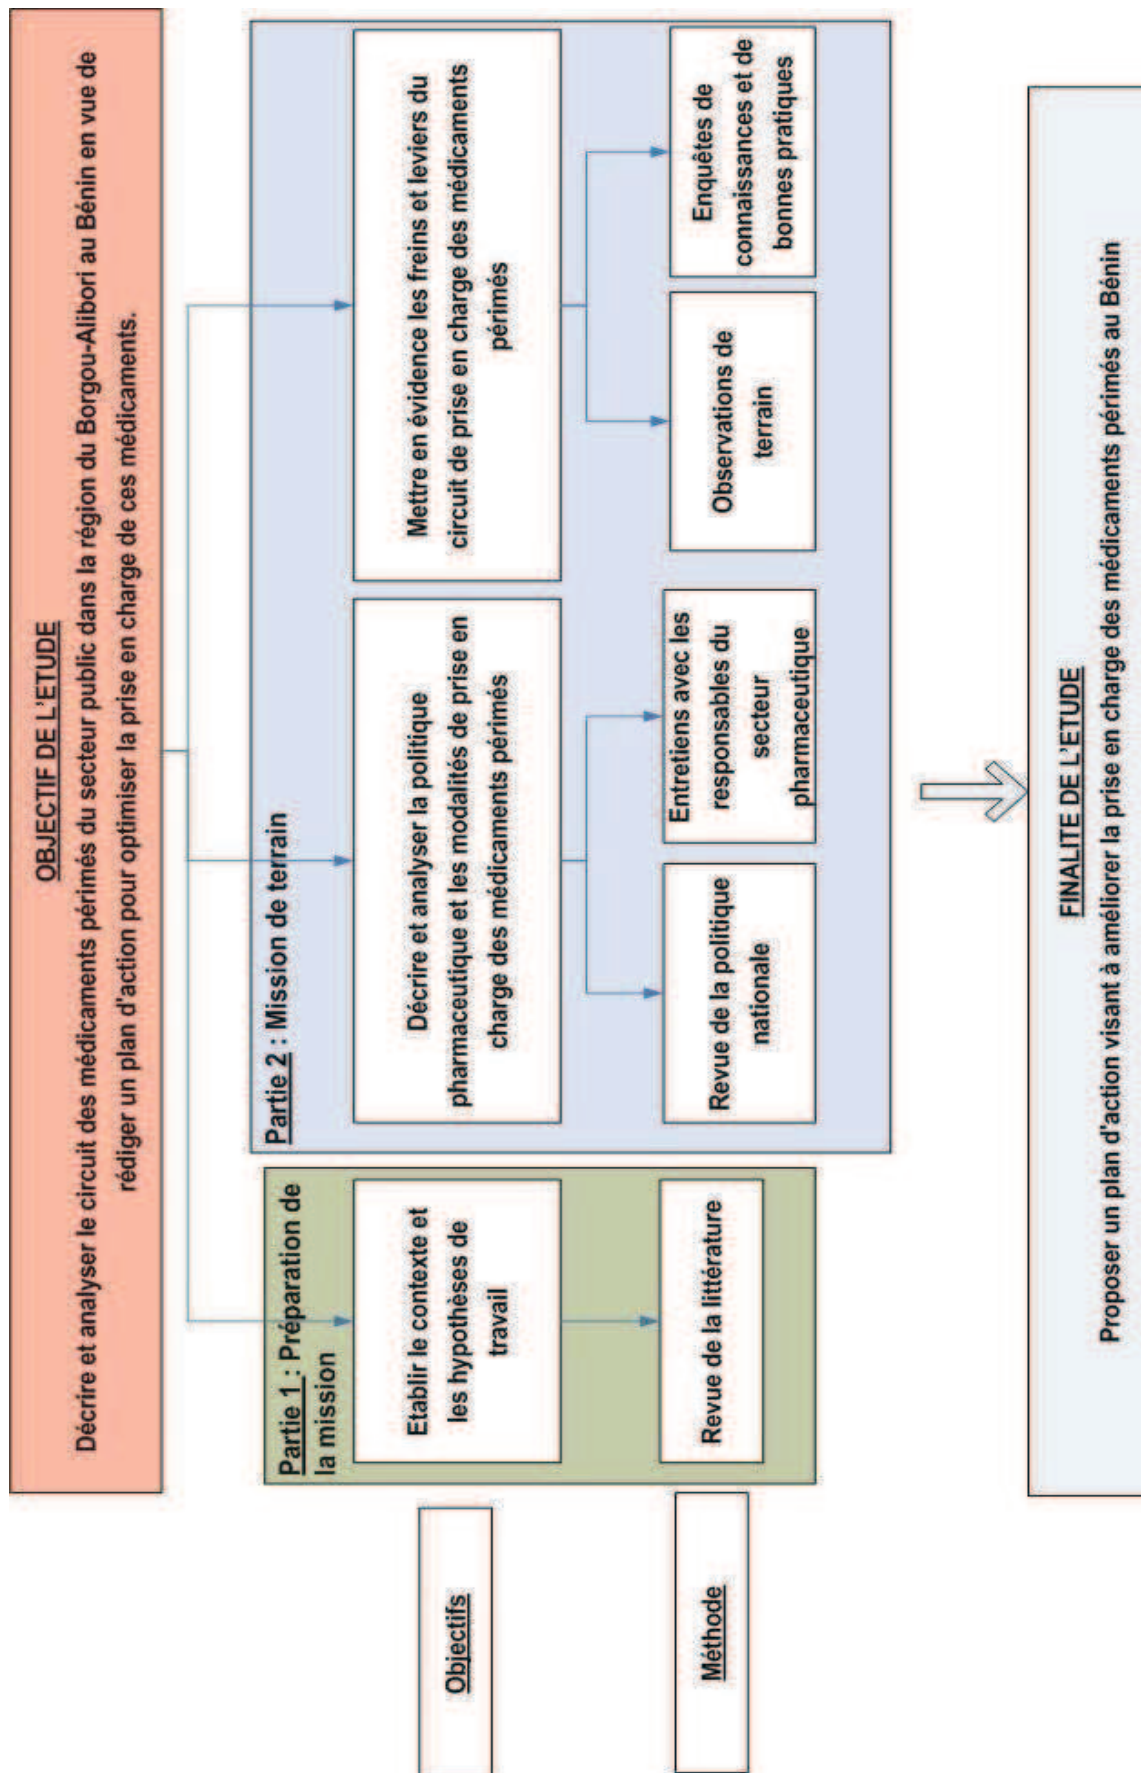 OBJECTIF DE L'ETUDE
Décrire et analyser le circuit des médicaments périmés du secteur public dans la région du Borgou-Alibori au Bénin en vue de
rédiger un plan d'action pour optimiser la prise en charge de ces médicaments.
Partie 1 : Préparation de
la mission
Partie 2 : Mission de terrain
Objectifs
Etablir le contexte et
les hypothèses de
travail
Décrire et analyser la politique
pharmaceutique et les modalités de prise en
charge des médicaments périmés
Mettre en évidence les freins et leviers du
circuit de prise en charge des médicaments
périmés
Méthode
Revue de la littérature
Revue de la politique
nationale
Entretiens avec les
responsables du
secteur
pharmaceutique
Observations de
terrain
Enquêtes de
connaissances et de
bonnes pratiques
FINALITE DE L'ETUDE
Proposer un plan d'action visant à améliorer la prise en charge des médicaments périmés au Bénin